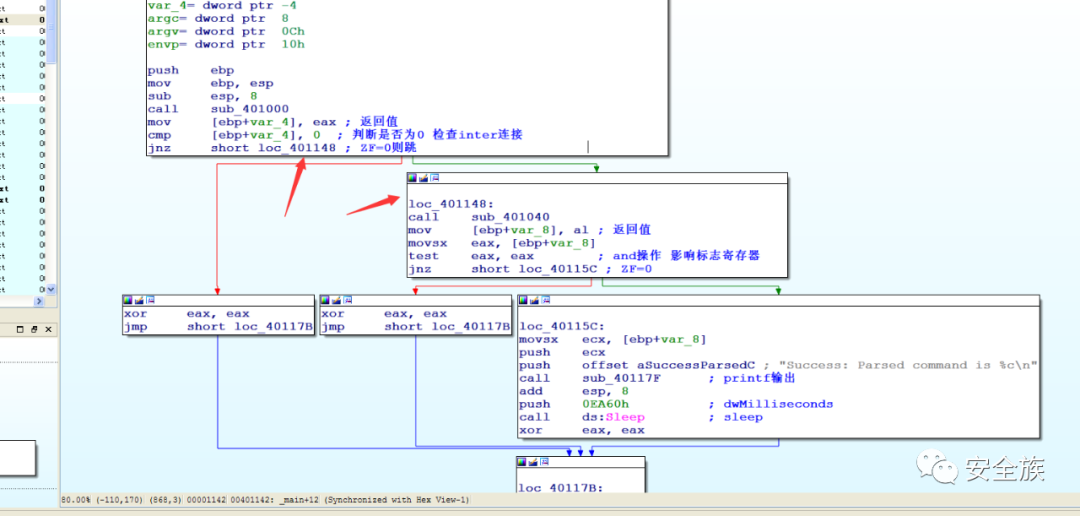 var_4= dword ptr -4
argc= dword ptr  8
argv= dword ptr  0Ch
envp= dword ptr  10h
push    ebp
mov     ebp, esp
sub     esp, 8
call    sub_401000
mov     [ebp+var_4], eax ; 返回值
cmp     [ebp+var_4], 0  ; 判断是否为0 检查inter连接
jnz     short loc_401148 ; ZF=0则跳
loc_401148:
call    sub_401040
mov     [ebp+var_8], al ; 返回值
movsx   eax, [ebp+var_8]
test    eax, eax        ; and操作 影响标志寄存器
jnz     short loc_40115C ; ZF=0
xor     eax, eax
jmp     short loc_40117B
xor     eax, eax
jmp     short loc_40117B
loc_40115C:
movsx   ecx, [ebp+var_8]
push    ecx
push    offset aSuccessParsedC ; "Success: Parsed command is %c\n"
call    sub_40117F      ; printf输出
add     esp, 8
push    0EA60h          ; dwMilliseconds
call    ds:Sleep        ; sleep
xor     eax, eax
loc_40117B:
安全族
80.00% (-110,170) (868,3) 00001142 00401142: _main+12 (Synchronized with Hex View-1)